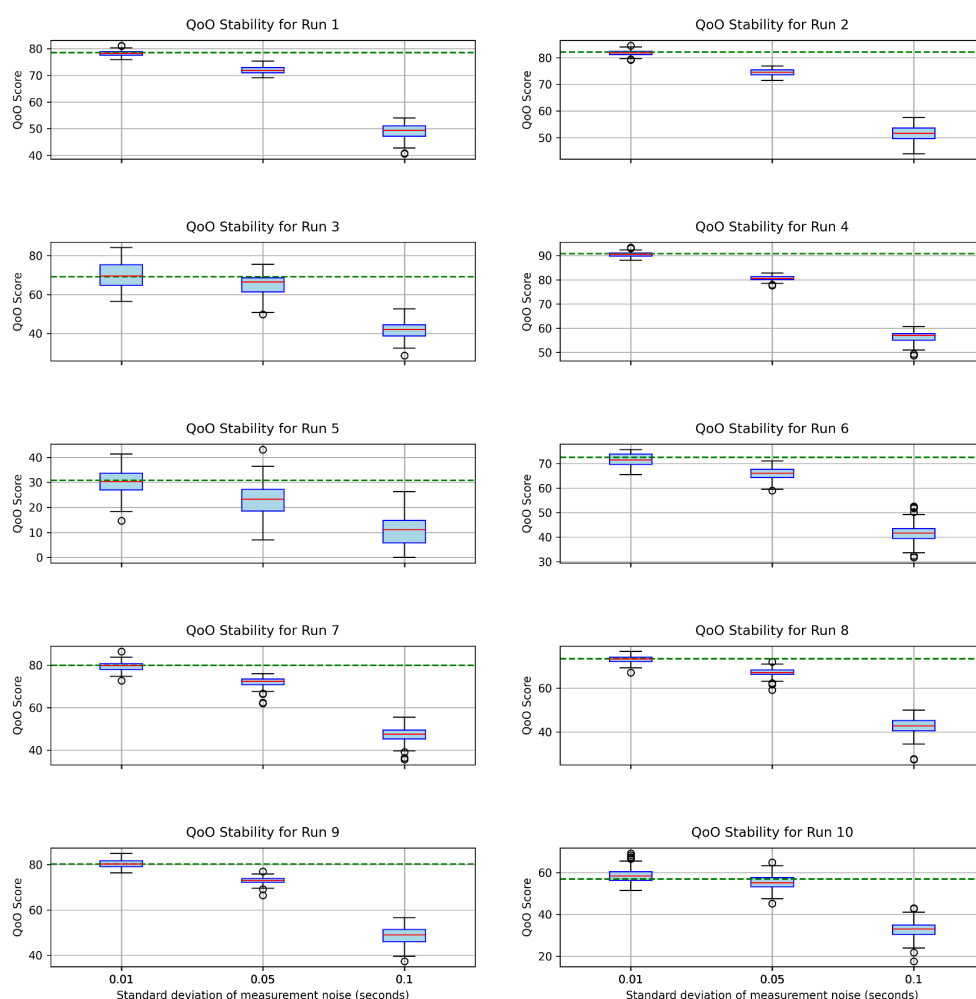 QoO Stability for Run 1
QoO Score
80
70
60
50
40
QoO Stability for Run 2
QoO Score
80
70
60
50
QoO Stability for Run 3
QoO Score
80
60
40
QoO Stability for Run 4
QoO Score
90
80
70
60
50
QoO Stability for Run 5
QoO Score
40
30
20
10
0
QoO Stability for Run 6
QoO Score
70
60
50
40
30
QoO Stability for Run 7
QoO Score
80
60
40
QoO Stability for Run 8
QoO Score
60
40
QoO Stability for Run 9
QoO Score
80
60
40
0.01
0.05
0.1
Standard deviation of measurement noise (seconds)
QoO Stability for Run 10
QoO Score
60
40
20
0.01
0.05
0.1
Standard deviation of measurement noise (seconds)